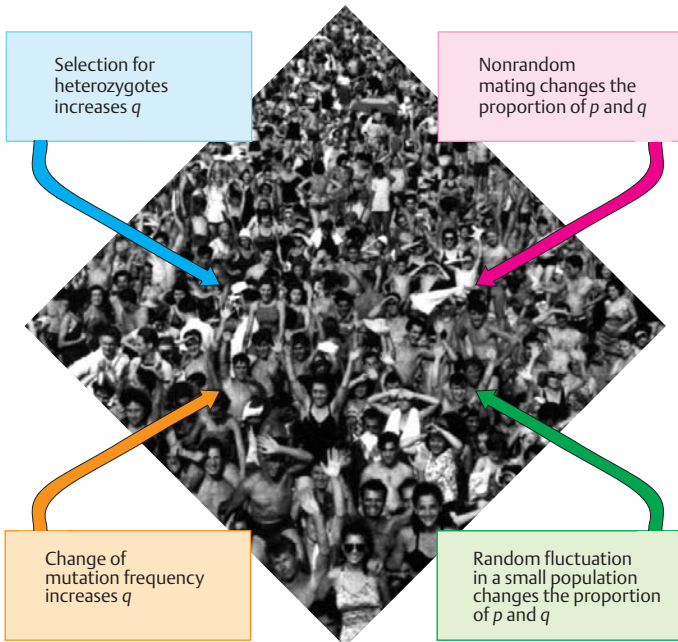 Selection for
heterozygotes
increases q
Nonrandom
mating changes the
proportion of p and q
Change of
mutation frequency
increases q
Random fluctuation
in a small population
changes the proportion
of p and q